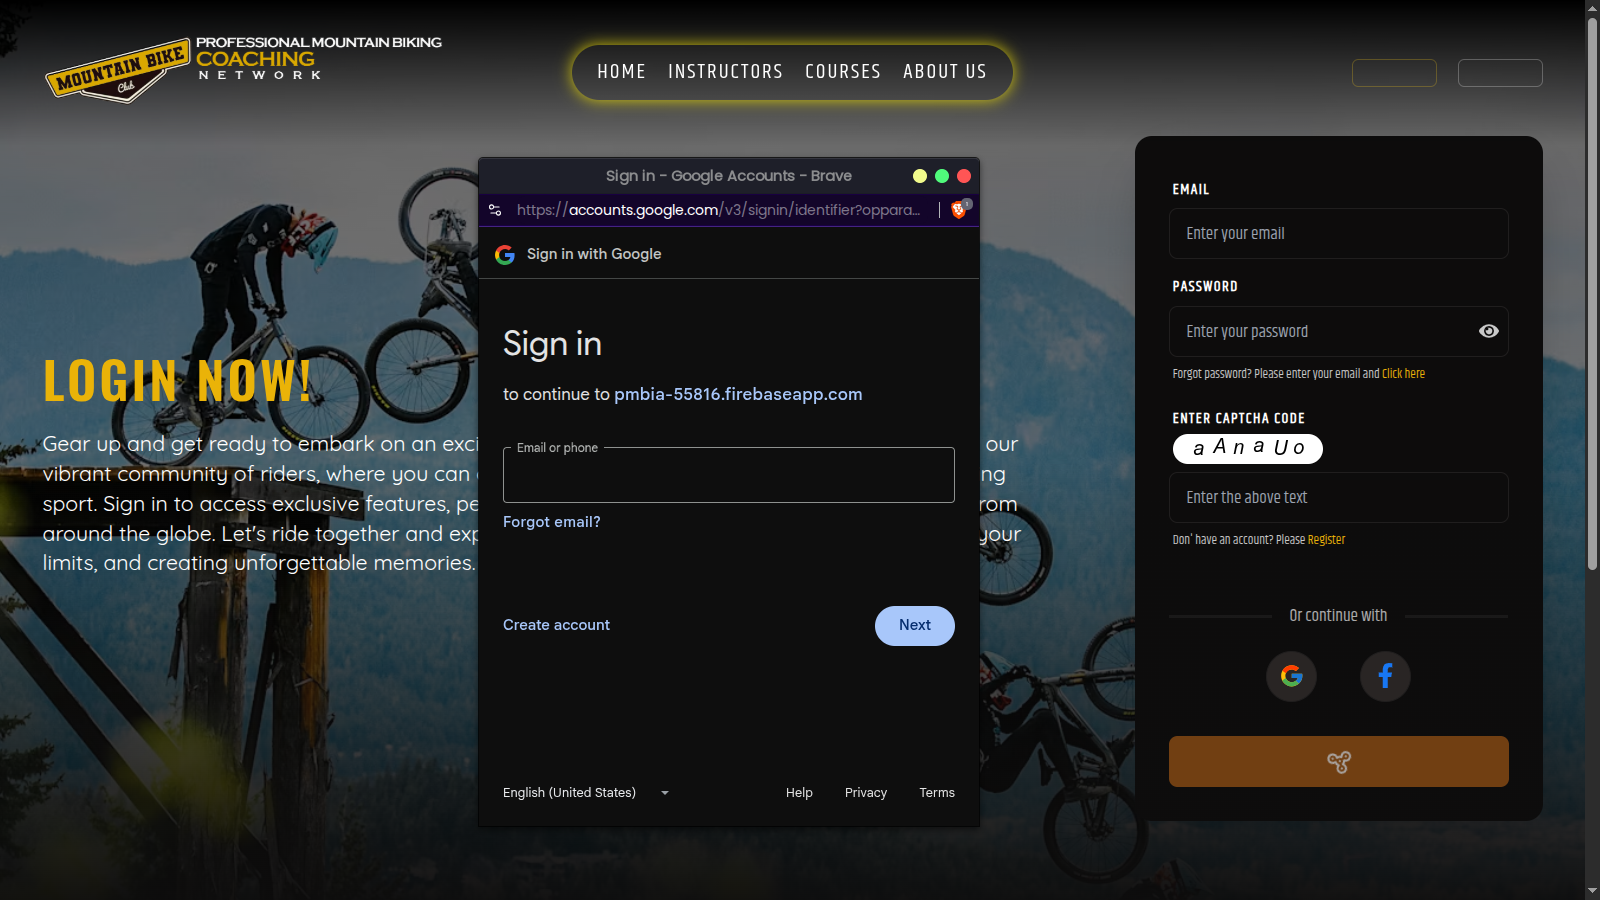 MOUNTAIN BIKE
Club
PROFESSIONAL MOUNTAIN BIKING
COACHING
NETWORK
HOME INSTRUCTORS COURSES ABOUT US
LOGIN NOW!
Gear up and get ready to embark on an exci our
vibrant community of riders, where you can ng
sport. Sign in to access exclusive features, pe rom
around the globe. Let's ride together and exp your
limits, and creating unforgettable memories.
Sign in - Google Accounts - Brave
https://accounts.google.com/v3/signin/identifier?oppara...
1
Sign in with Google
Sign in
to continue to pmbia-55816.firebaseapp.com
Email or phone
Forgot email?
Create account
Next
English (United States)
Help Privacy Terms
EMAIL
Enter your email
PASSWORD
Enter your password
Forgot password? Please enter your email and Click here
ENTER CAPTCHA CODE
a A n a U o
Enter the above text
Don' have an account? Please Register
Or continue with